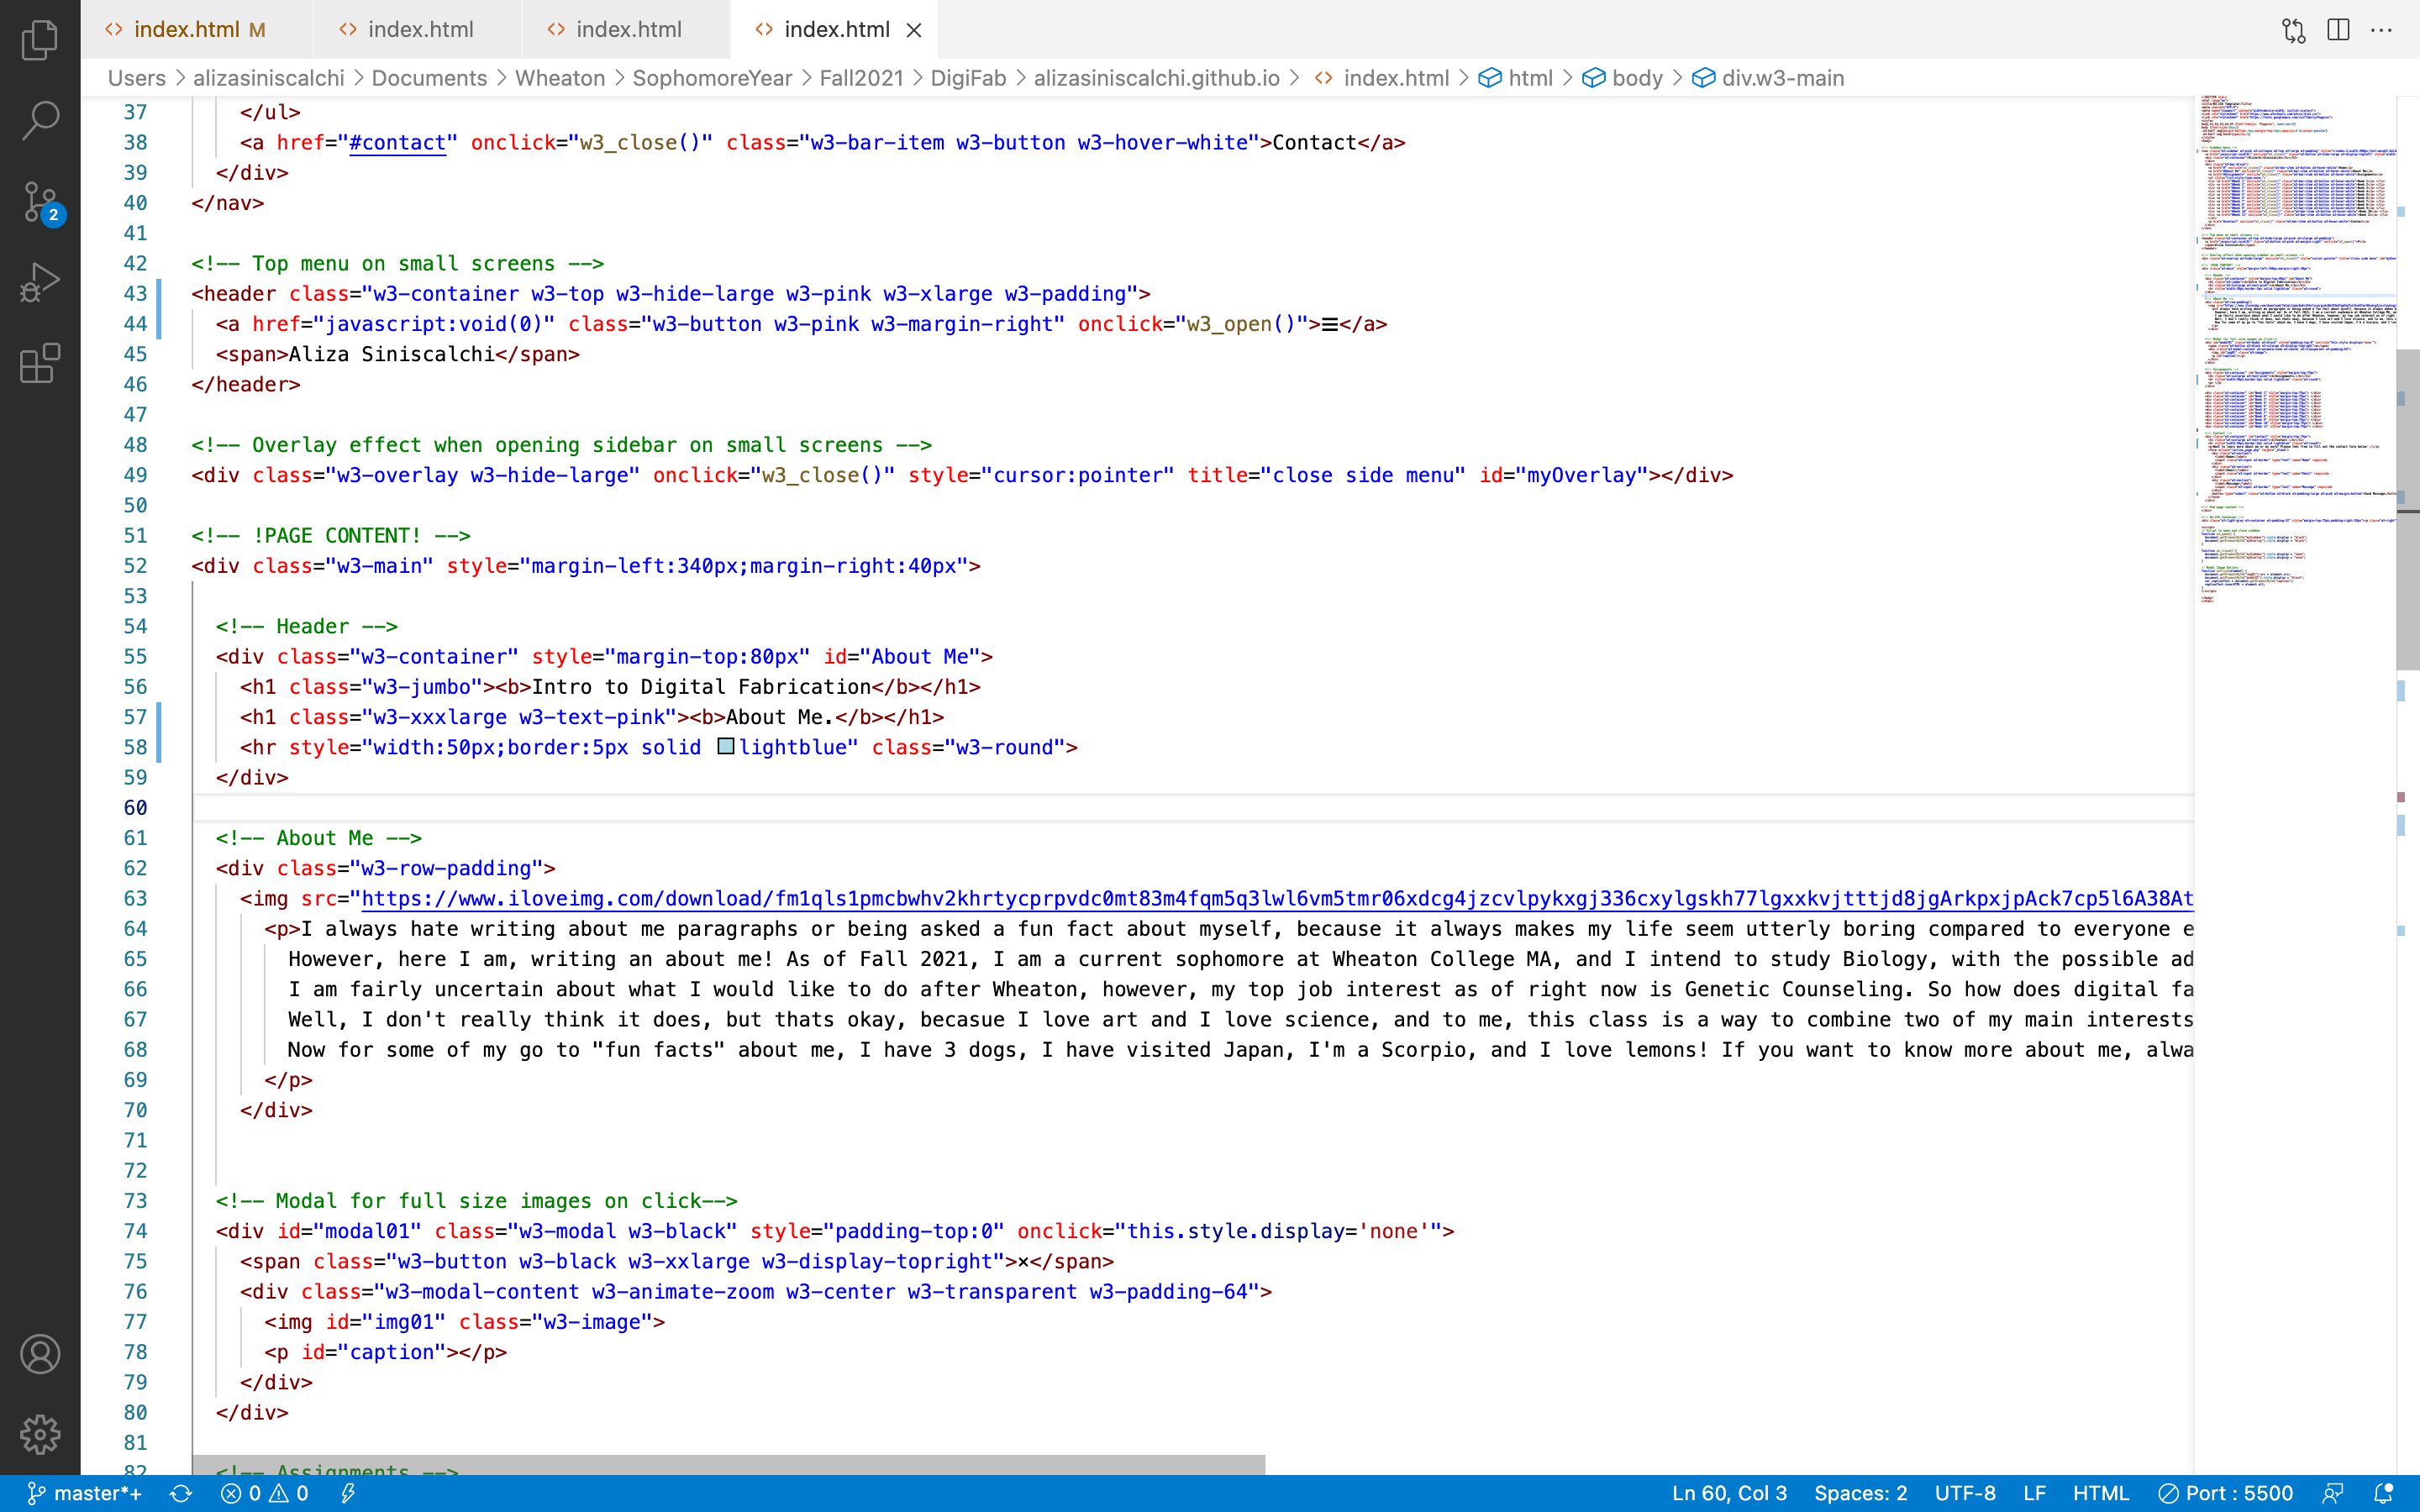 index.html M
index.html
index.html
index.html
Users > alizasiniscalchi > Documents > Wheaton > SophomoreYear > Fall2021 > DigiFab > alizasiniscalchi.github.io > index.html > html > body > div.w3-main
37 </ul>
38 <a href="#contact" onclick="w3_close()" class="w3-bar-item w3-button w3-hover-white">Contact</a>
39 </div>
40 </nav>
41
42 <!-- Top menu on small screens -->
43 <header class="w3-container w3-top w3-hide-large w3-pink w3-xlarge w3-padding">
44 <a href="javascript:void(0)" class="w3-button w3-pink w3-margin-right" onclick="w3_open()">☰</a>
45 <span>Aliza Siniscalchi</span>
46 </header>
47
48 <!-- Overlay effect when opening sidebar on small screens -->
49 <div class="w3-overlay w3-hide-large" onclick="w3_close()" style="cursor:pointer" title="close side menu" id="myOverlay"></div>
50
51 <!-- !PAGE CONTENT! -->
52 <div class="w3-main" style="margin-left:340px;margin-right:40px">
53
54 <!-- Header -->
55 <div class="w3-container" style="margin-top:80px" id="About Me">
56 <h1 class="w3-jumbo"><b>Intro to Digital Fabrication</b></h1>
57 <h1 class="w3-xxxlarge w3-text-pink"><b>About Me.</b></h1>
58 <hr style="width:50px;border:5px solid lightblue" class="w3-round">
59 </div>
60
61 <!-- About Me -->
62 <div class="w3-row-padding">
63 <img src="https://www.iloveimg.com/download/fm1qls1pmcbwhv2khrtycprpvdc0mt83m4fqm5q3lwl6vm5tmr06xdcg4jzcvlpykxgj336cxylgskh77lgxxkvjtttjd8jgArkpxjpAck7cp5l6A38At
64 <p>I always hate writing about me paragraphs or being asked a fun fact about myself, because it always makes my life seem utterly boring compared to everyone e
65 However, here I am, writing an about me! As of Fall 2021, I am a current sophomore at Wheaton College MA, and I intend to study Biology, with the possible ad
66 I am fairly uncertain about what I would like to do after Wheaton, however, my top job interest as of right now is Genetic Counseling. So how does digital fa
67 Well, I don't really think it does, but thats okay, becasue I love art and I love science, and to me, this class is a way to combine two of my main interests
68 Now for some of my go to "fun facts" about me, I have 3 dogs, I have visited Japan, I'm a Scorpio, and I love lemons! If you want to know more about me, alwa
69 </p>
70 </div>
71
72
73 <!-- Modal for full size images on click-->
74 <div id="modal01" class="w3-modal w3-black" style="padding-top:0" onclick="this.style.display='none'">
75 <span class="w3-button w3-black w3-xxlarge w3-display-topright">×</span>
76 <div class="w3-modal-content w3-animate-zoom w3-center w3-transparent w3-padding-64">
77 <img id="img01" class="w3-image">
78 <p id="caption"></p>
79 </div>
80 </div>
81
82 <!-- Assignments -->
2
master*+ 0 0 Ln 60, Col 3 Spaces: 2 UTF-8 LF HTML Port : 5500